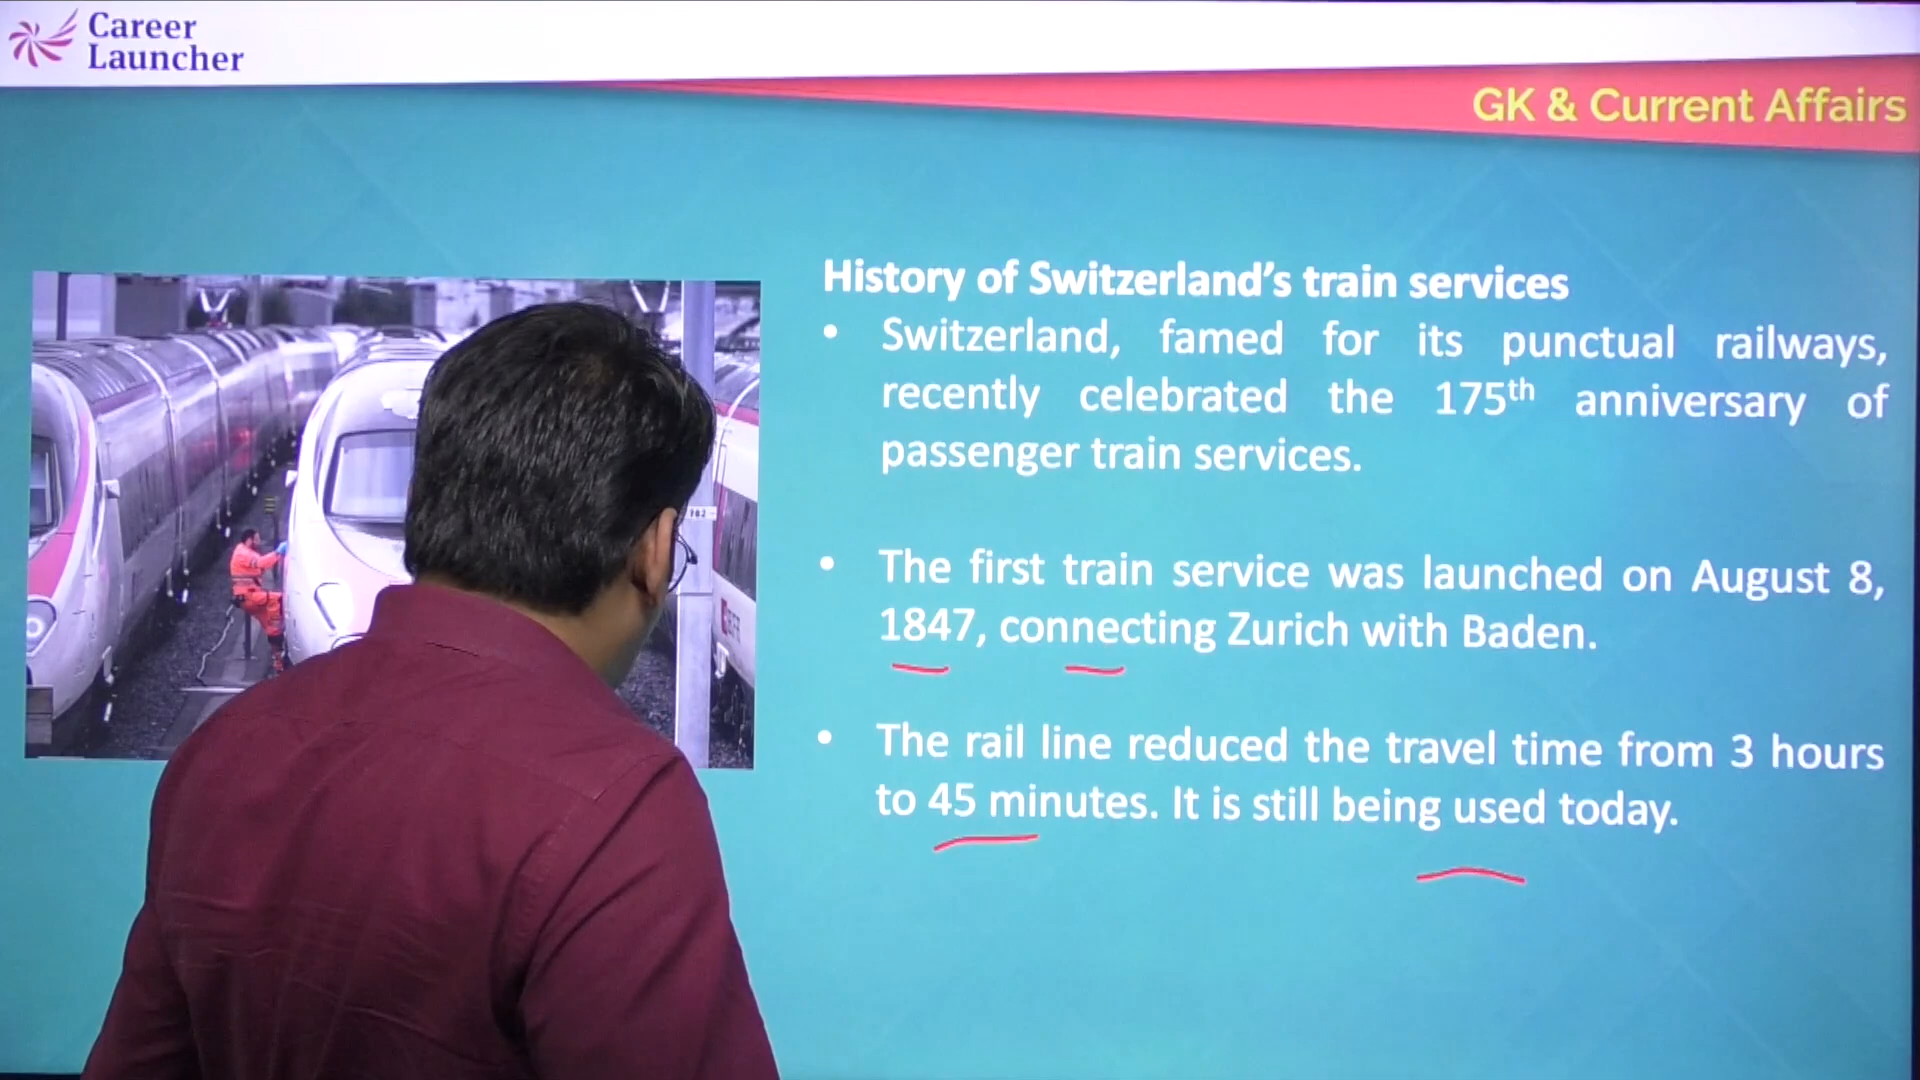 Career
Launcher
GK & Current Affairs
History of Switzerland’s train services
• Switzerland, famed for its punctual railways,
recently celebrated the 175th anniversary of
passenger train services.
• The first train service was launched on August 8,
1847, connecting Zurich with Baden.
• The rail line reduced the travel time from 3 hours
to 45 minutes. It is still being used today.